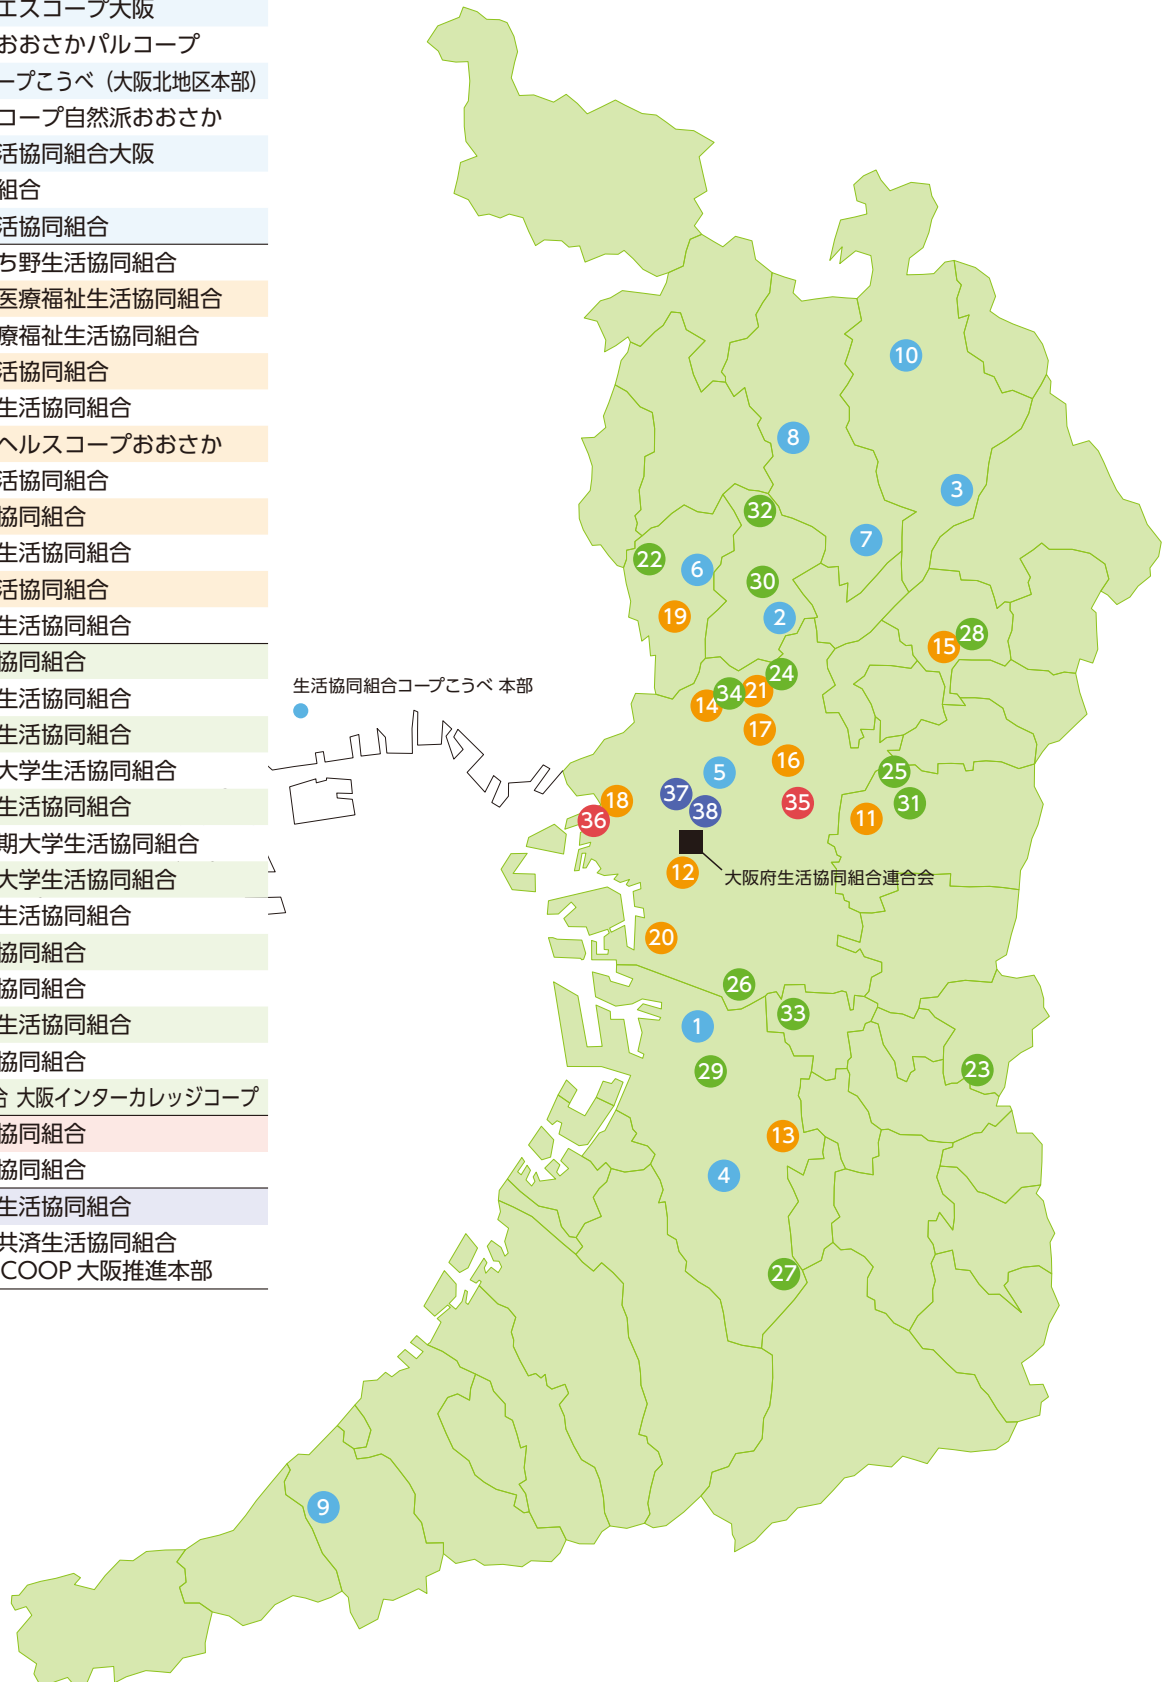 エスコープ大阪
おおさかパルコープ
ープこうべ（大阪北地区本部）
コープ自然派おおさか
活協同組合大阪
組合
活協同組合
ち野生活協同組合
医療福祉生活協同組合
療福祉生活協同組合
活協同組合
生活協同組合
ヘルスコープおおさか
活協同組合
協同組合
生活協同組合
活協同組合
生活協同組合
協同組合
生活協同組合
生活協同組合
大学生活協同組合
生活協同組合
期大学生活協同組合
大学生活協同組合
生活協同組合
協同組合
協同組合
生活協同組合
協同組合
合 大阪インターカレッジコープ
協同組合
協同組合
生活協同組合
共済生活協同組合
COOP 大阪推進本部
10
8
3
32
7
22
6
30
19
2
28
15
24
34
21
14
17
16
5
25
37
18
35
31
38
11
36
12
20
26
33
1
29
23
13
4
27
9
生活協同組合コープこうべ 本部
大阪府生活協同組合連合会